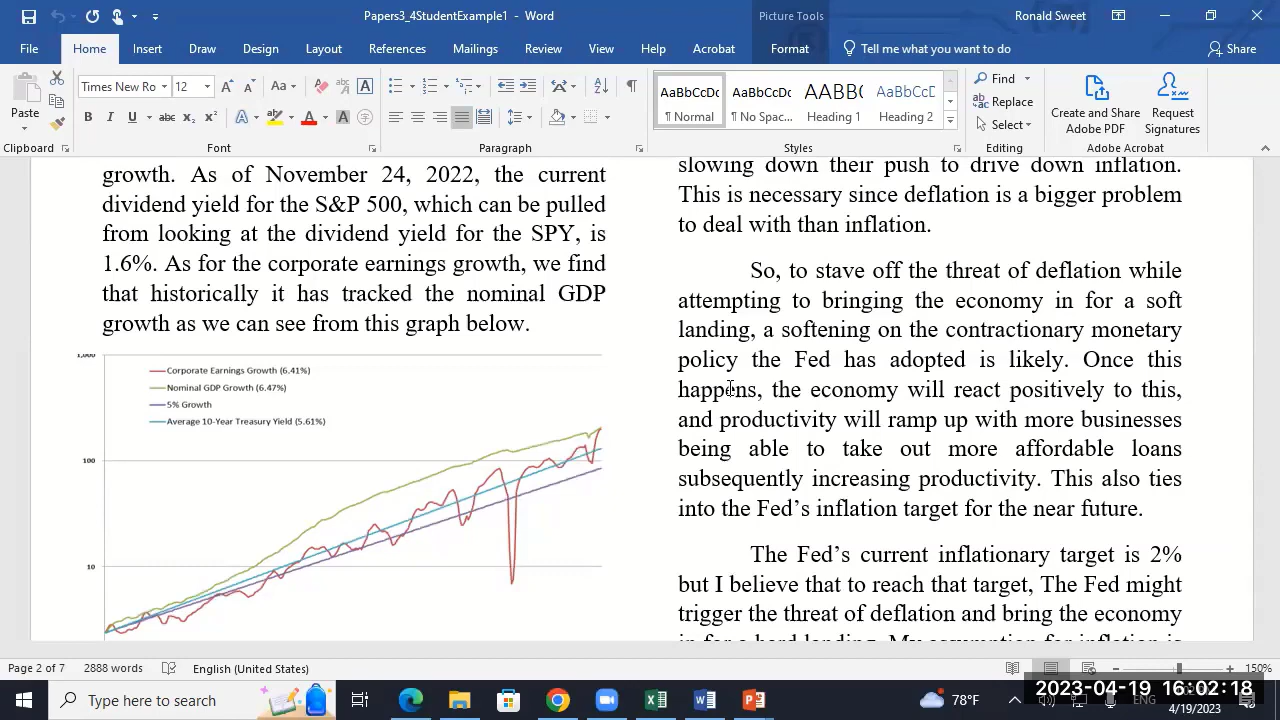 Papers3_4StudentExample1 - Word
Picture Tools
Ronald Sweet
File
Home
Insert
Draw
Design
Layout
References
Mailings
Review
View
Help
Acrobat
Format
Tell me what you want to do
Share
Times New Ro
12
Paste
Clipboard
Font
Paragraph
AaBbCcDc
¶ Normal
AaBbCcDc
¶ No Spac...
AABBC
Heading 1
AaBbCcD
Heading 2
Styles
Find
Replace
Select
Editing
Create and Share
Adobe PDF
Request
Signatures
Adobe Acrobat
growth. As of November 24, 2022, the current
dividend yield for the S&P 500, which can be pulled
from looking at the dividend yield for the SPY, is
1.6%. As for the corporate earnings growth, we find
that historically it has tracked the nominal GDP
growth as we can see from this graph below.
1,000
Corporate Earnings Growth (6.41%)
Nominal GDP Growth (6.47%)
5% Growth
Average 10-Year Treasury Yield (5.61%)
100
10
slowing down their push to drive down inflation.
This is necessary since deflation is a bigger problem
to deal with than inflation.
So, to stave off the threat of deflation while
attempting to bringing the economy in for a soft
landing, a softening on the contractionary monetary
policy the Fed has adopted is likely. Once this
happens, the economy will react positively to this,
and productivity will ramp up with more businesses
being able to take out more affordable loans
subsequently increasing productivity. This also ties
into the Fed's inflation target for the near future.
The Fed's current inflationary target is 2%
but I believe that to reach that target, The Fed might
trigger the threat of deflation and bring the economy
in for a hard landing. My assumption for inflation is
Page 2 of 7
2888 words
English (United States)
150%
Type here to search
78°F
ENG
2023-04-19 16:02:18
4/19/2023